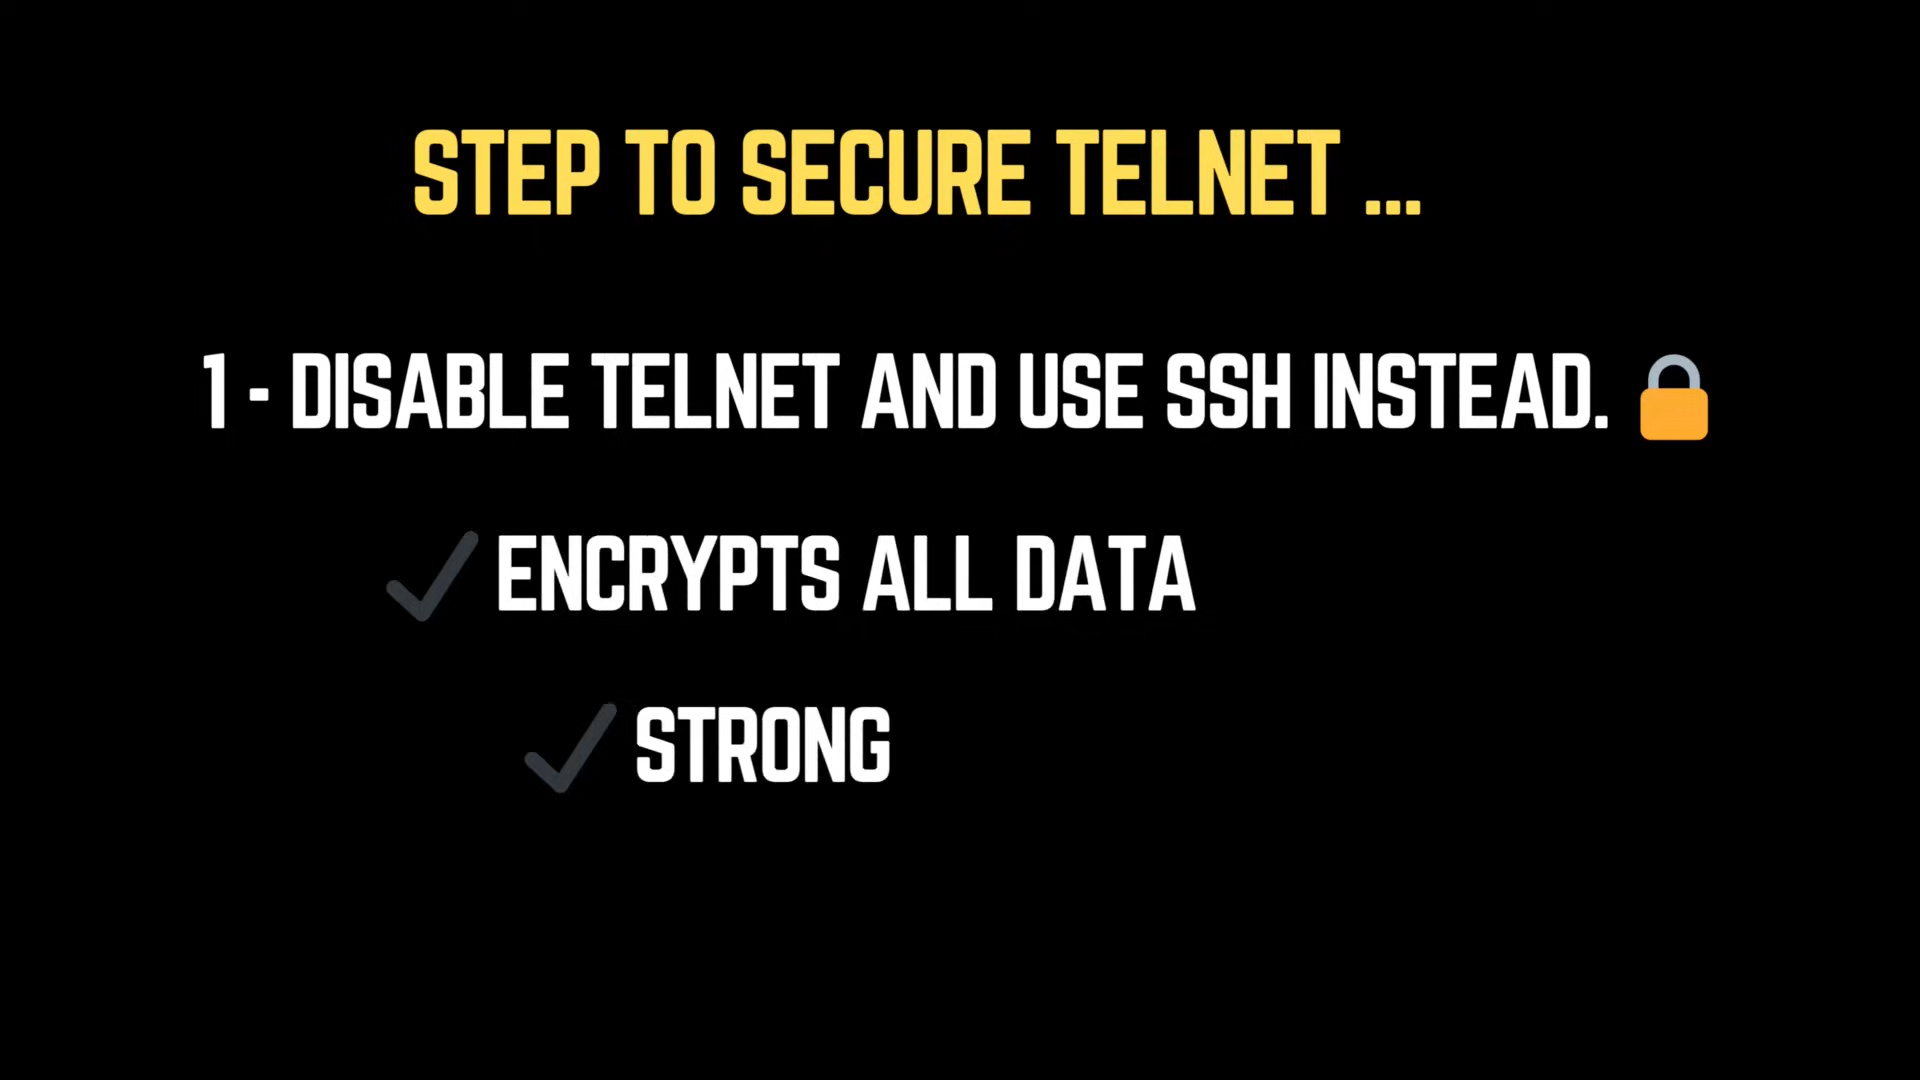 STEP TO SECURE TELNET ...
1 - DISABLE TELNET AND USE SSH INSTEAD. 🔒
✔ ENCRYPTS ALL DATA
✔ STRONG